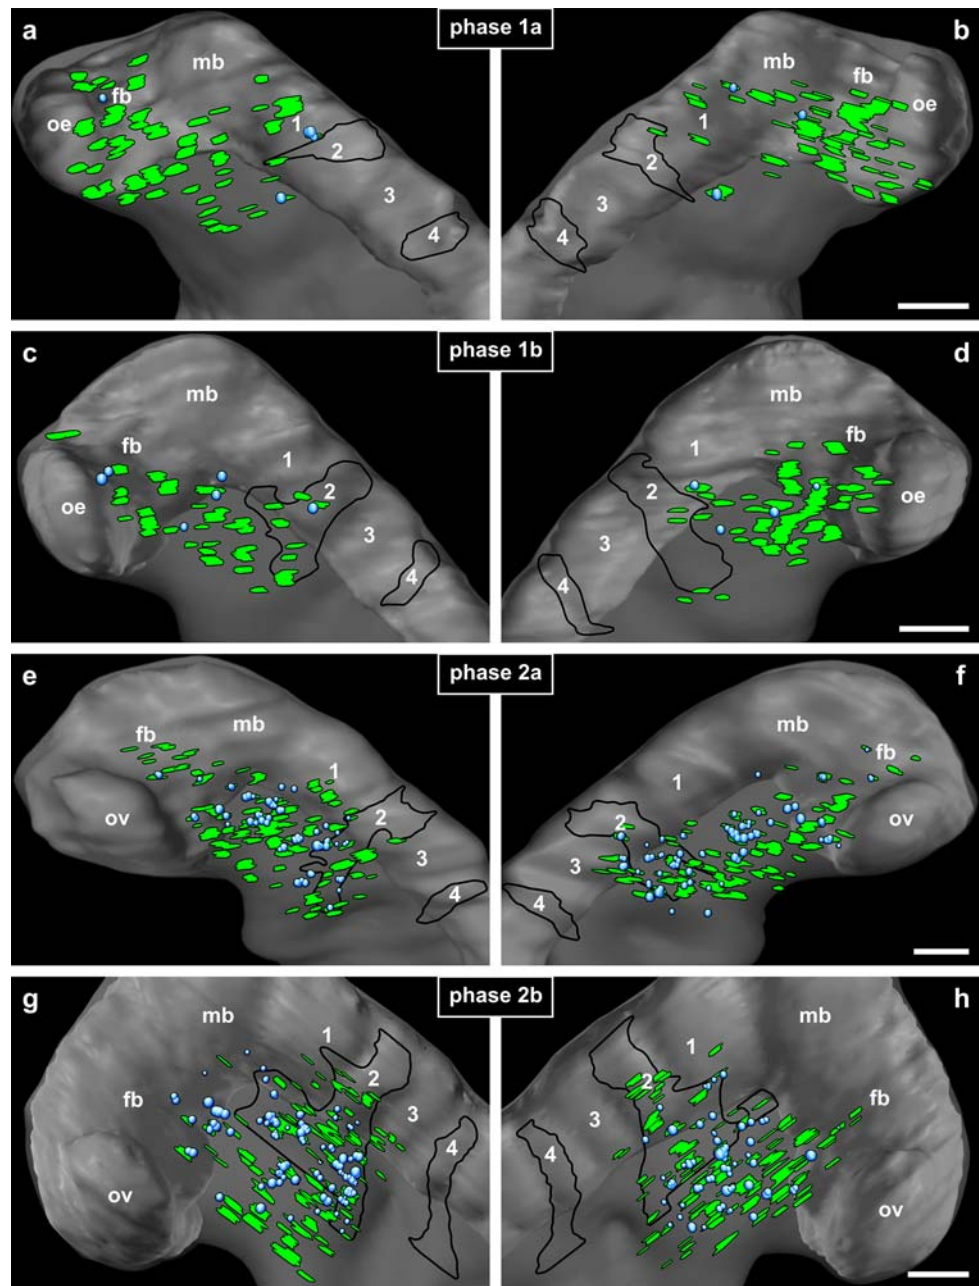 a phase 1a b
mb mb
fb fb
oe oe
1 1
2 2
3 3
4 4
c phase 1b d
mb mb
fb fb
1 1
2 2
oe oe
3 3
4 4
e phase 2a f
mb mb
fb fb
1 1
ov ov
2 2
3 3
4 4
g phase 2b h
mb mb
1 1
2 2
fb fb
3 3
4 4
ov ov